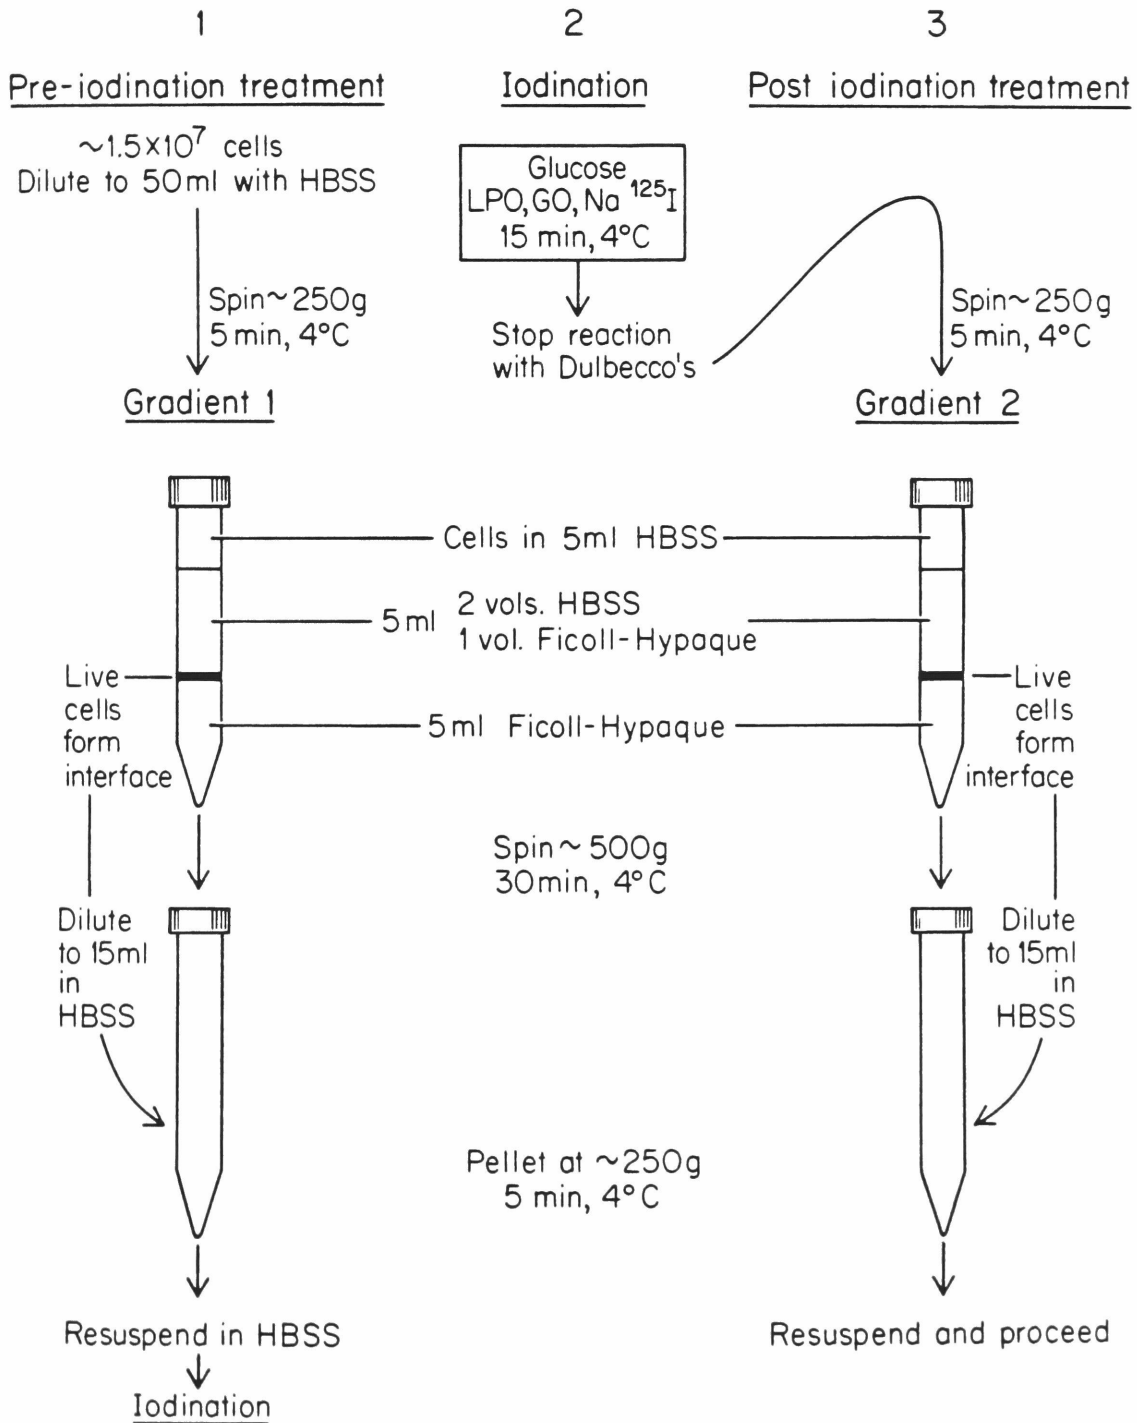 1
Pre-iodination treatment
~1.5×10⁷ cells
Dilute to 50ml with HBSS
Spin~250g
5 min, 4°C
Gradient 1
2
Iodination
Glucose
LPO, GO, Na ¹²⁵I
15 min, 4°C
Stop reaction
with Dulbecco's
3
Post iodination treatment
Spin~250g
5 min, 4°C
Gradient 2
Cells in 5ml HBSS
5ml
2 vols. HBSS
1 vol. Ficoll-Hypaque
5ml Ficoll-Hypaque
Live
cells
form
interface
Live
cells
form
interface
Spin~500g
30min, 4°C
Dilute
to 15ml
in
HBSS
Dilute
to 15ml
in
HBSS
Pellet at ~250g
5 min, 4°C
Resuspend in HBSS
Iodination
Resuspend and proceed